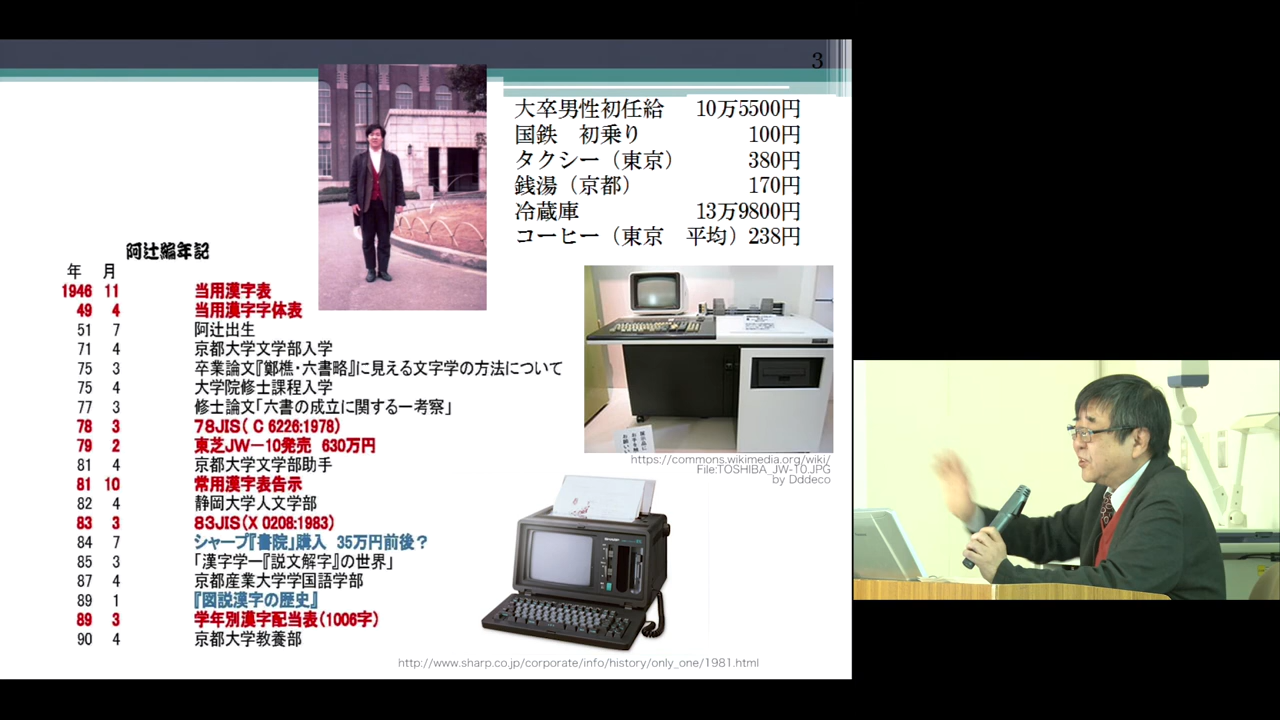 3
大卒男性初任給 10万5500円
国鉄 初乗り 100円
タクシー（東京） 380円
銭湯（京都） 170円
冷蔵庫 13万9800円
コーヒー（東京 平均）238円
阿辻編年記
年 月
1946 11 当用漢字表
49 4 当用漢字字体表
51 7 阿辻出生
71 4 京都大学文学部入学
75 3 卒業論文『鄭樵・六書略』に見える文字学の方法について
75 4 大学院修士課程入学
77 3 修士論文「六書の成立に関する一考察」
78 3 78JIS（ C 6226:1978）
79 2 東芝JW－10発売 630万円
81 4 京都大学文学部助手
81 10 常用漢字表告示
82 4 静岡大学人文学部
83 3 83JIS（X 0208:1983）
84 7 シャープ『書院』購入 35万円前後？
85 3 「漢字学－『説文解字』の世界」
87 4 京都産業大学学国語学部
89 1 『図説漢字の歴史』
89 3 学年別漢字配当表（1006字）
90 4 京都大学教養部
https://commons.wikimedia.org/wiki/
File:TOSHIBA_JW-10.JPG
by Dddeco
http://www.sharp.co.jp/corporate/info/history/only_one/1981.html